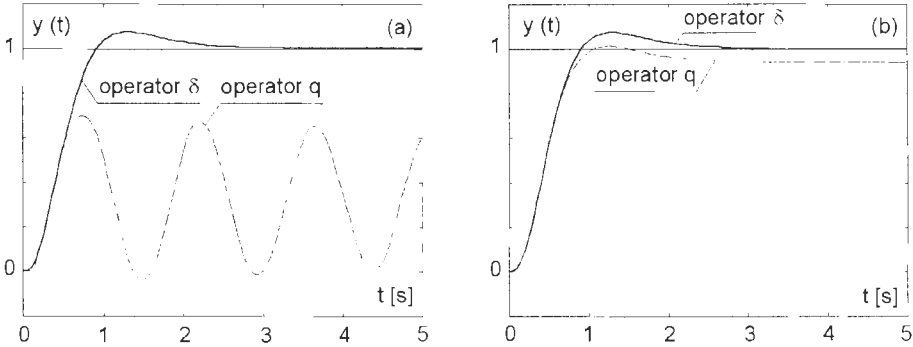 y (t)
(a)
1
operator δ
operator q
0
t [s]
0 1 2 3 4 5
y (t)
operator δ
(b)
1
operator q
0
t [s]
0 1 2 3 4 5